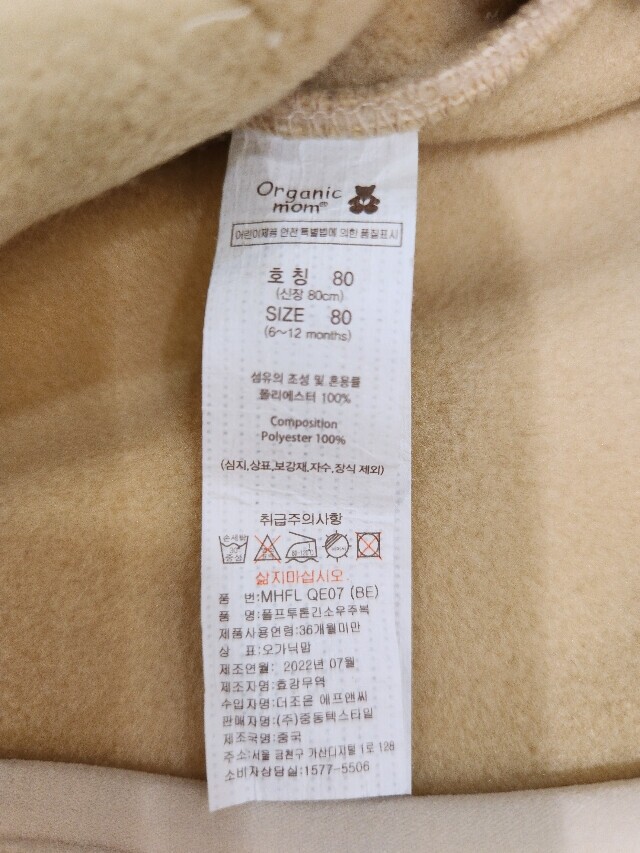 Organic
mom®
어린이제품 안전 특별법에 의한 품질표시
호 칭 80
(신장 80cm)
SIZE 80
(6~12 months)
섬유의 조성 및 혼용률
폴리에스터 100%
Composition
Polyester 100%
(심지,상표,보강재,자수,장식 제외)
취급주의사항
손세탁
중성
삶지마십시오
품 번:MHFL QE07 (BE)
품 명:폴프투톤긴소우주복
제품사용연령:36개월미만
상 표:오가닉맘
제조연월: 2022년 07월
제조자명:효강무역
수입자명:더조은 에프앤씨
판매자명:(주)중동텍스타일
제조국명:중국
주소:서울 금천구 가산디지털 1로 128
소비자상담실:1577-5506